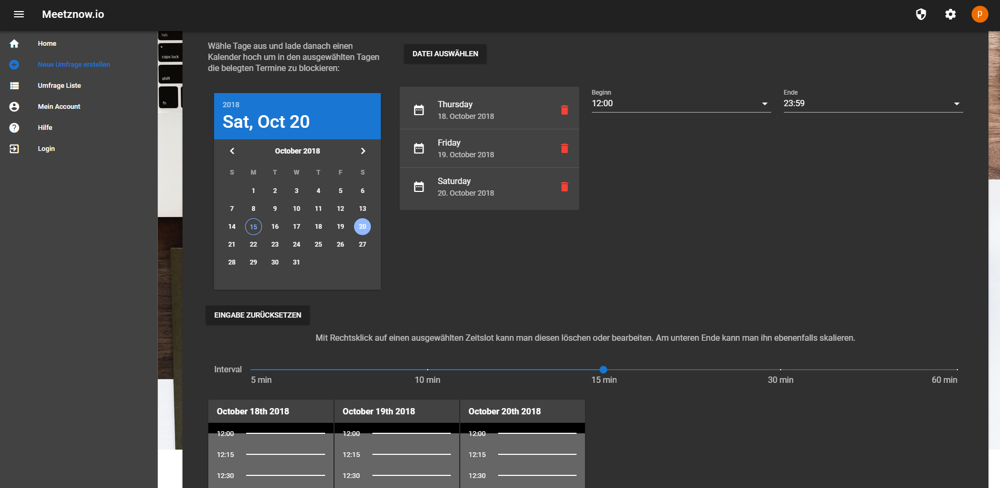 Meetznow.io
p
Home
Neue Umfrage erstellen
Umfrage Liste
Mein Account
Hilfe
Login
tab
caps lock
shift
fn
Wähle Tage aus und lade danach einen
Kalender hoch um in den ausgewählten Tagen
die belegten Termine zu blockieren:
DATEI AUSWÄHLEN
2018
Sat, Oct 20
October 2018
S M T W T F S
1 2 3 4 5 6
7 8 9 10 11 12 13
14 15 16 17 18 19 20
21 22 23 24 25 26 27
28 29 30 31
Thursday
18. October 2018
Friday
19. October 2018
Saturday
20. October 2018
Beginn
12:00
Ende
23:59
EINGABE ZURÜCKSETZEN
Mit Rechtsklick auf einen ausgewählten Zeitslot kann man diesen löschen oder bearbeiten. Am unteren Ende kann man ihn ebenenfalls skalieren.
Interval
5 min 10 min 15 min 30 min 60 min
October 18th 2018 October 19th 2018 October 20th 2018
12:00 12:00 12:00
12:15 12:15 12:15
12:30 12:30 12:30